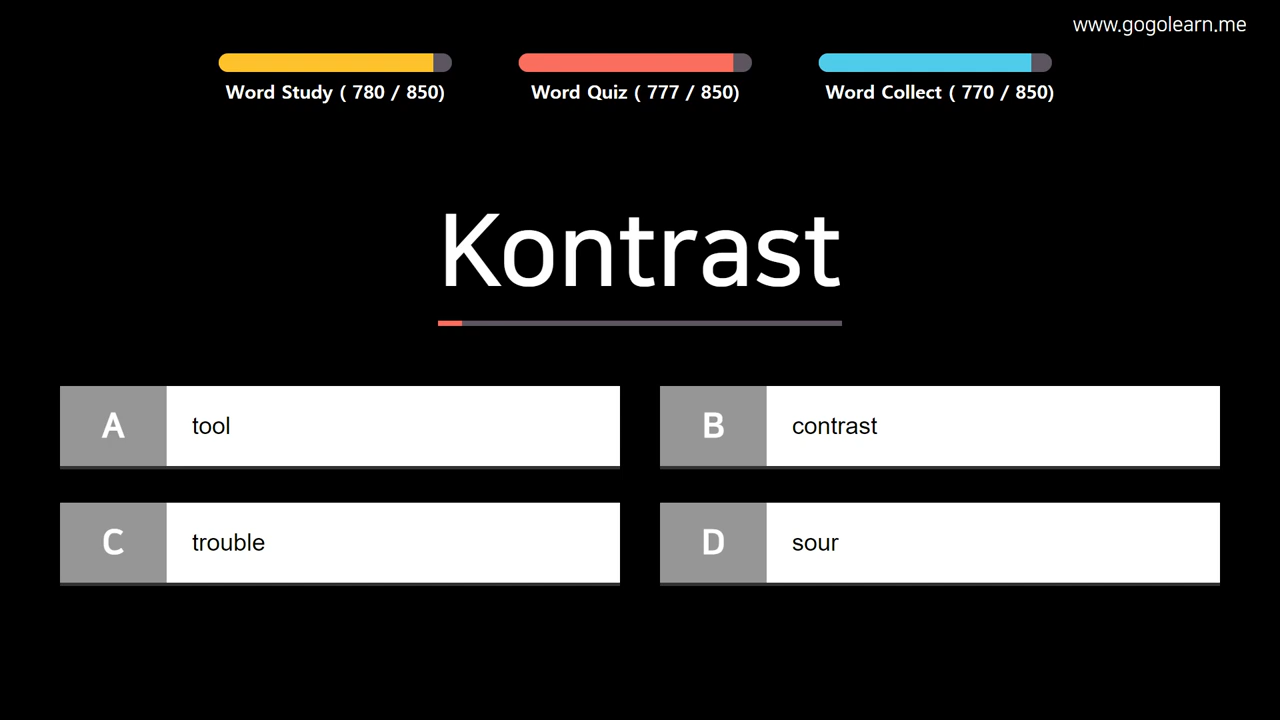 www.gogolearn.me
Word Study ( 780 / 850)
Word Quiz ( 777 / 850)
Word Collect ( 770 / 850)
Kontrast
A tool
B contrast
C trouble
D sour